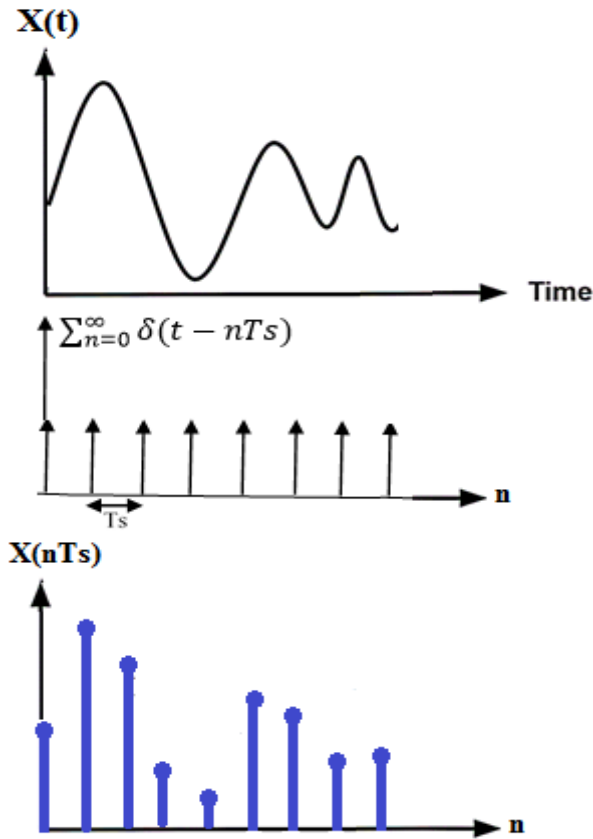 X(t)
Time
∑_{n=0}^{∞} δ(t − nTs)
n
Ts
X(nTs)
n